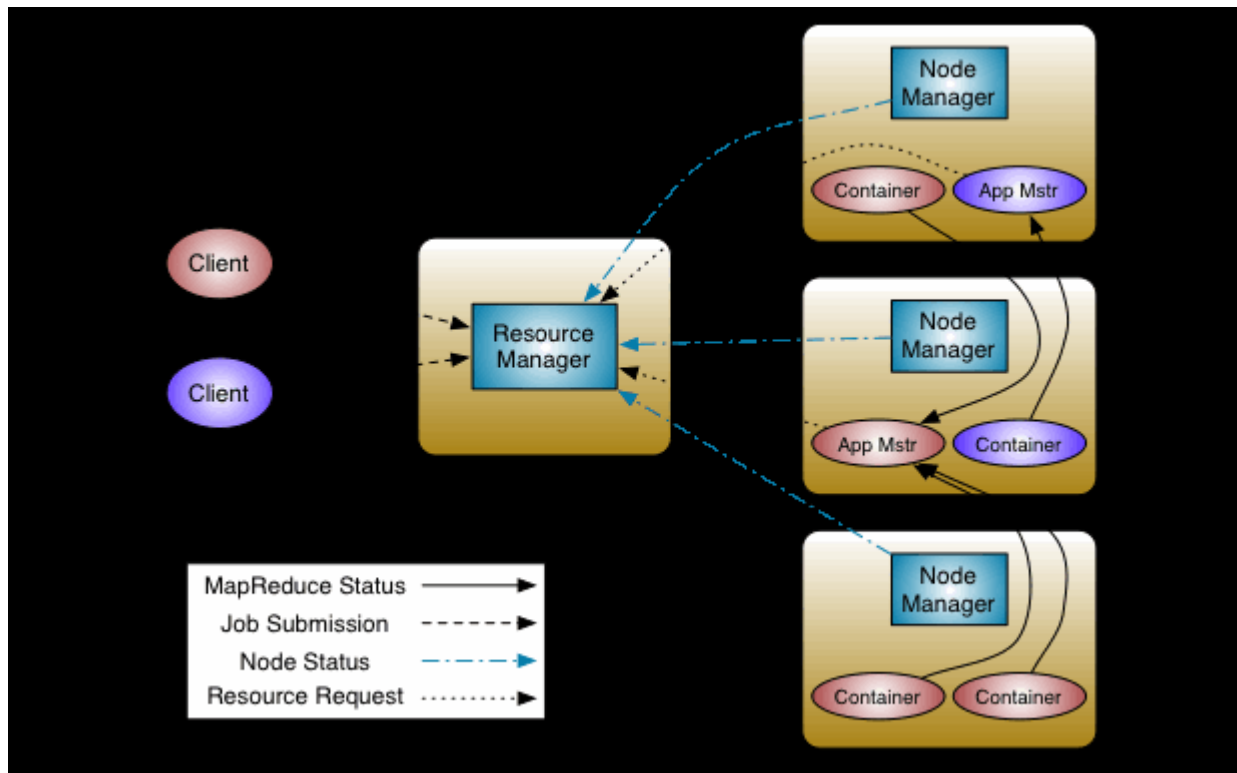 Node
Manager
Container
App Mstr
Client
Resource
Manager
Node
Manager
Client
App Mstr
Container
Node
Manager
MapReduce Status
Job Submission
Node Status
Resource Request
Container
Container